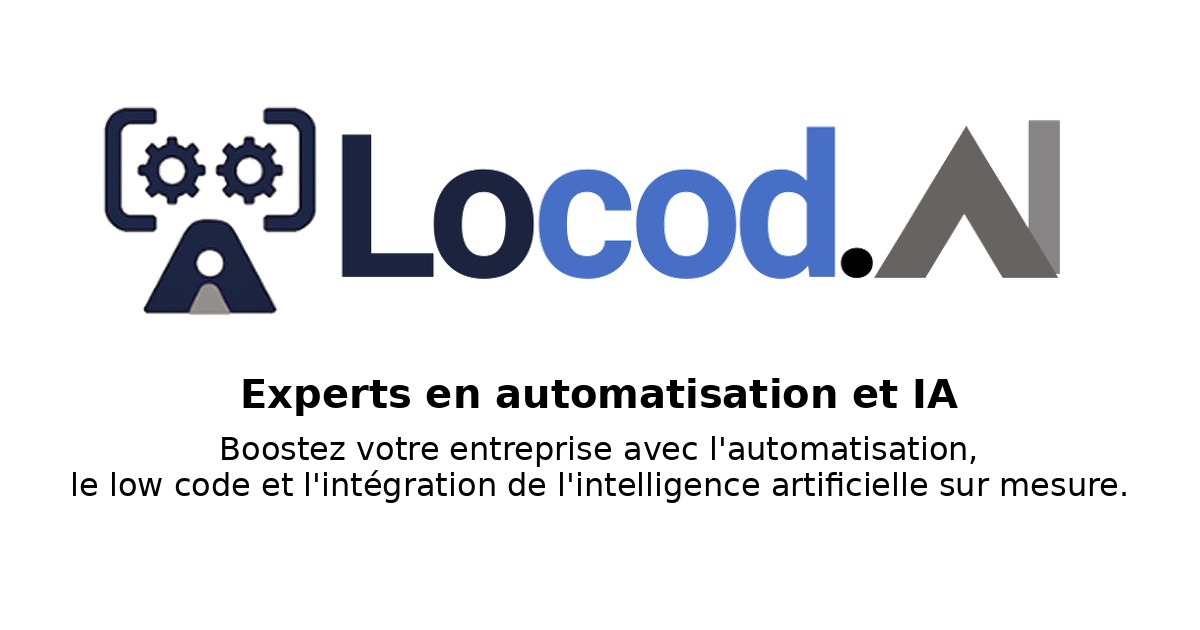 Locod.AI
Experts en automatisation et IA
Boostez votre entreprise avec l'automatisation,
le low code et l'intégration de l'intelligence artificielle sur mesure.